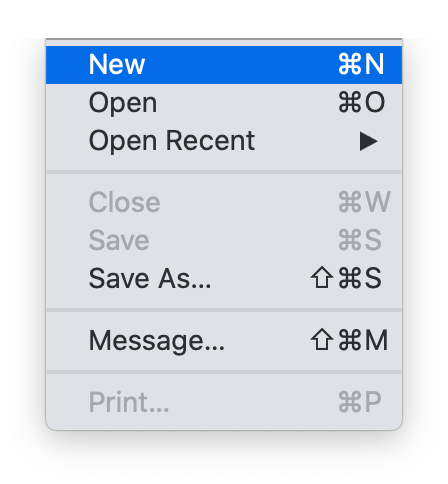 New ⌘N
Open ⌘O
Open Recent ▶
Close ⌘W
Save ⌘S
Save As... ⇧⌘S
Message... ⇧⌘M
Print... ⌘P